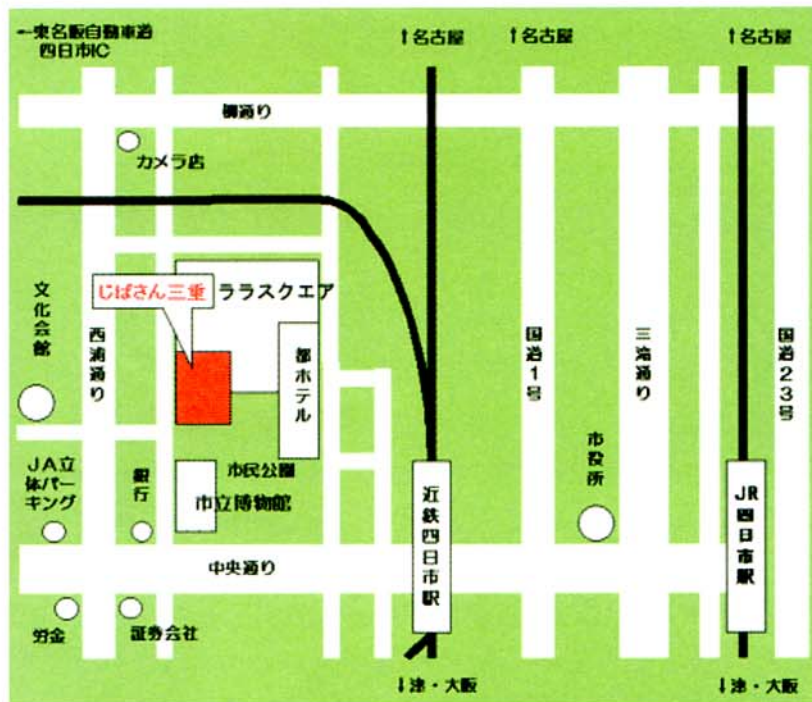 ←東名阪自動車道
四日市IC
↑名古屋
↑名古屋
↑名古屋
柳通り
カメラ店
じばさん三重
ララスクエア
文化会館
西浦通り
都ホテル
国道1号
三滝通り
国道23号
JA立
体パー
キング
銀行
市民公園
市立博物館
近鉄四日市駅
市役所
JR四日市駅
中央通り
労金
証券会社
↓津・大阪
↓津・大阪